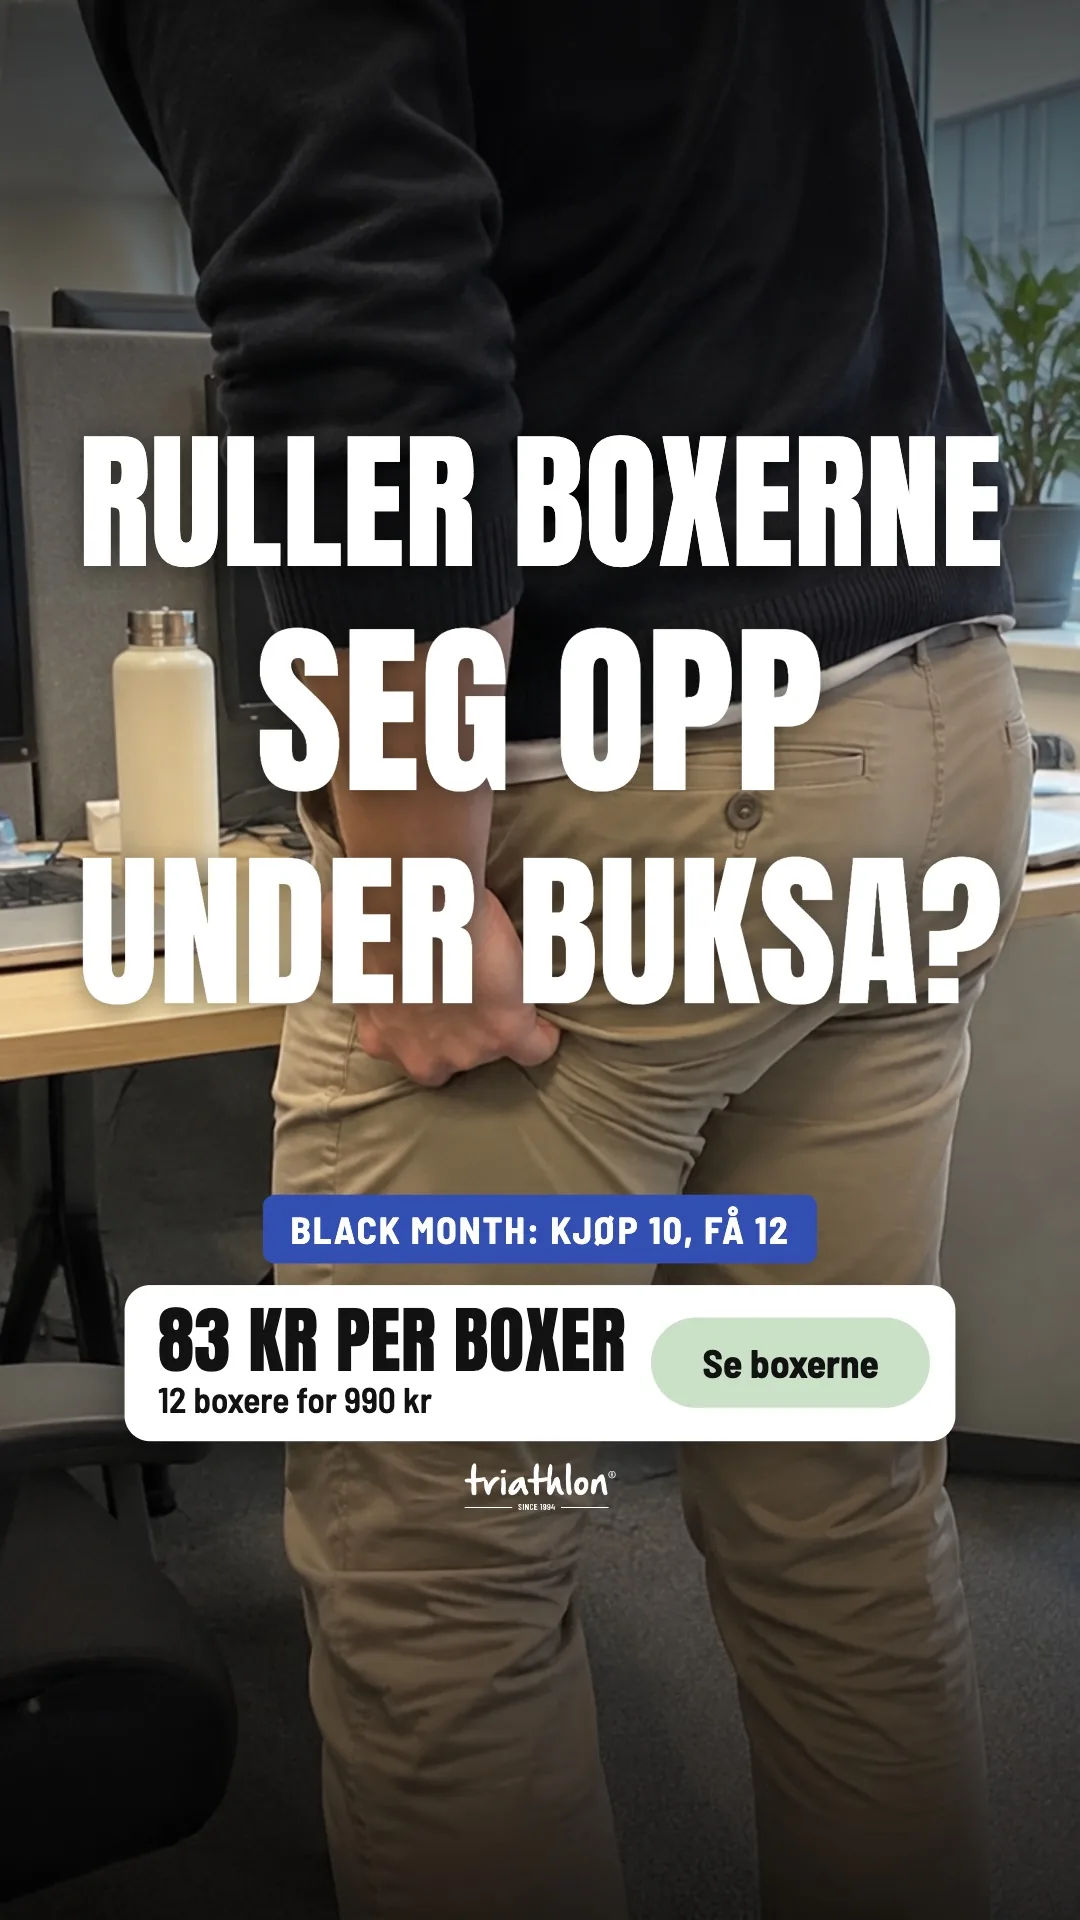 RULLER BOXERNE
SEG OPP
UNDER BUKSA?
BLACK MONTH: KJØP 10, FÅ 12
83 KR PER BOXER
12 boxere for 990 kr
Se boxerne
triathlon®
SINCE 1994